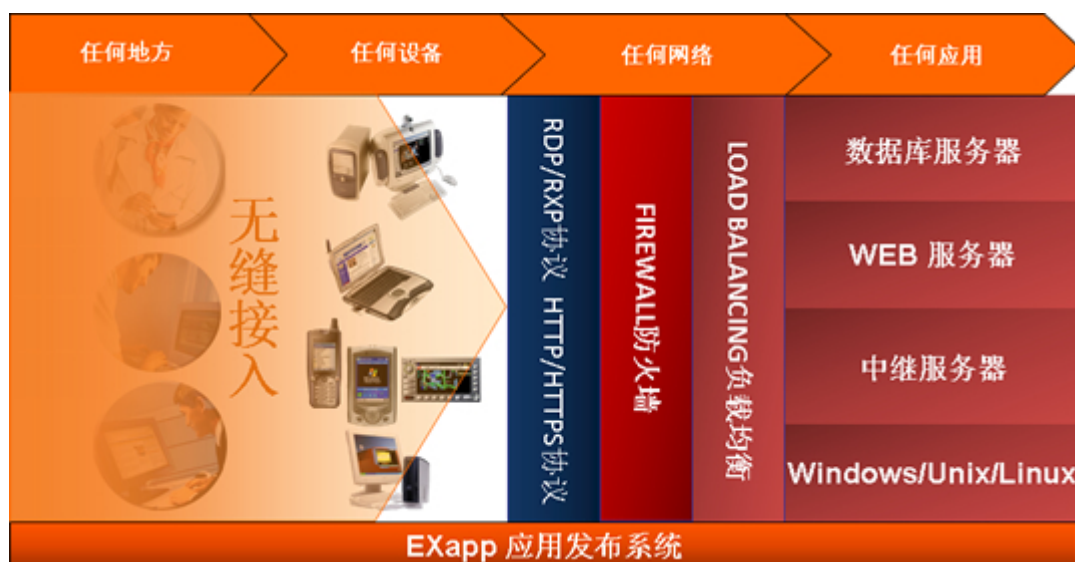 任何地方
任何设备
任何网络
任何应用
无缝接入
RDP/RXP协议 HTTP/HTTPS协议
FIREWALL防火墙
LOAD BALANCING负载均衡
数据库服务器
WEB 服务器
中继服务器
Windows/Unix/Linux
EXapp 应用发布系统